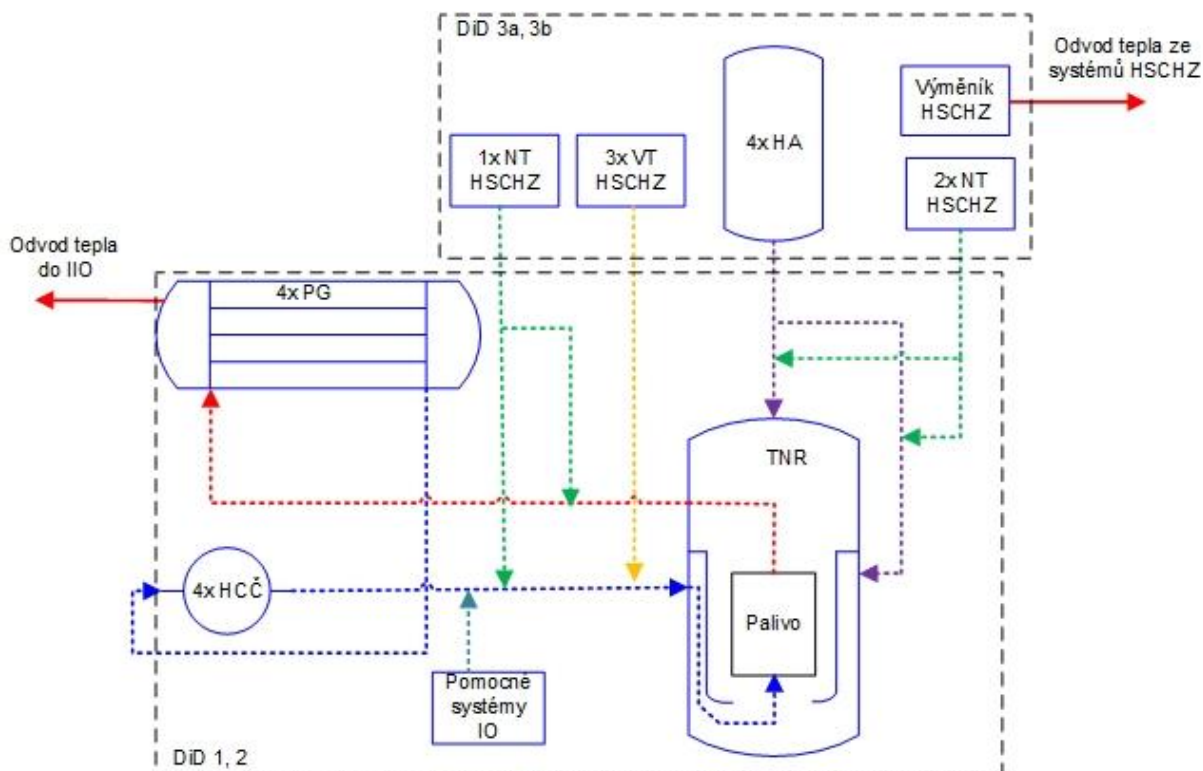 DiD 3a, 3b
Odvod tepla ze
systémů HSCHZ
Výměník
HSCHZ
4x HA
1x NT
HSCHZ
3x VT
HSCHZ
2x NT
HSCHZ
Odvod tepla
do IIO
4x PG
TNR
4x HCČ
Palivo
Pomocné
systémy
IO
DiD 1, 2